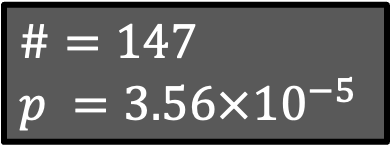 # = 147
p = 3.56×10⁻⁵